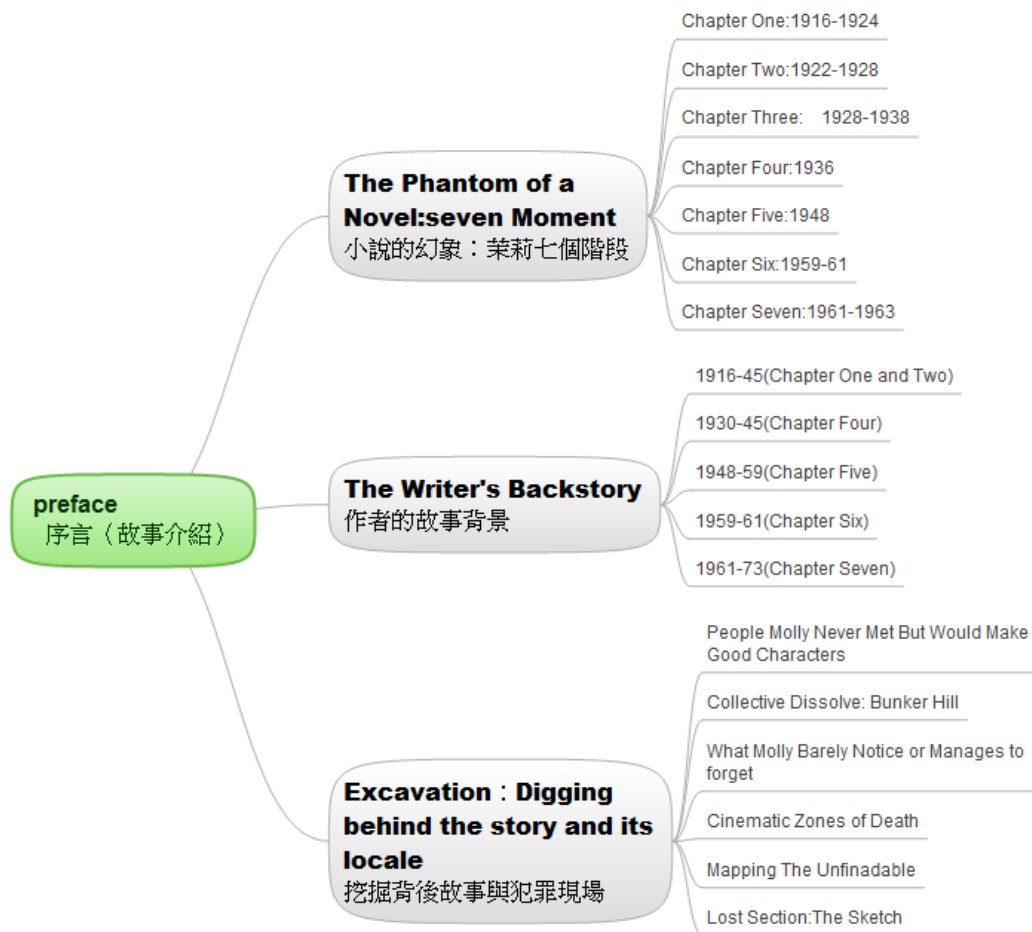 preface
序言（故事介紹）
The Phantom of a
Novel:seven Moment
小說的幻象：茉莉七個階段
Chapter One:1916-1924
Chapter Two:1922-1928
Chapter Three: 1928-1938
Chapter Four:1936
Chapter Five:1948
Chapter Six:1959-61
Chapter Seven:1961-1963
The Writer's Backstory
作者的故事背景
1916-45(Chapter One and Two)
1930-45(Chapter Four)
1948-59(Chapter Five)
1959-61(Chapter Six)
1961-73(Chapter Seven)
Excavation：Digging
behind the story and its
locale
挖掘背後故事與犯罪現場
People Molly Never Met But Would Make
Good Characters
Collective Dissolve: Bunker Hill
What Molly Barely Notice or Manages to
forget
Cinematic Zones of Death
Mapping The Unfinadable
Lost Section:The Sketch